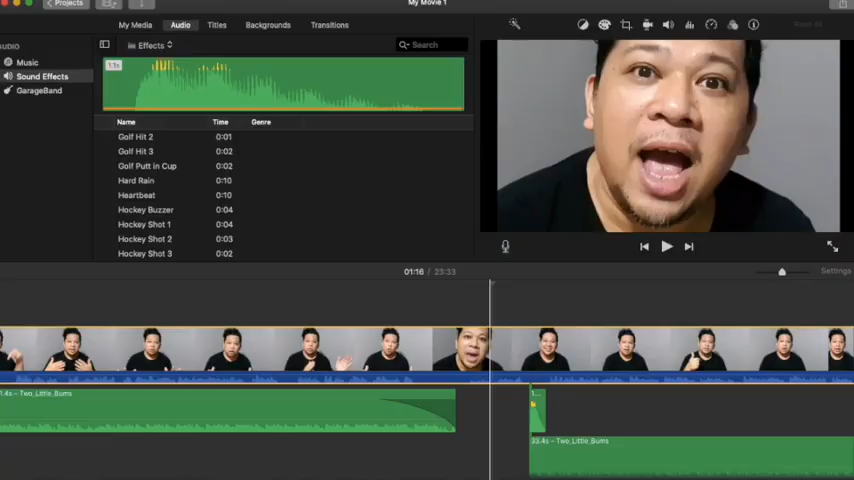 Projects
My Movie 1
My Media Audio Titles Backgrounds Transitions
AUDIO
Effects
Search
Music
Sound Effects
GarageBand
1.1s
Name Time Genre
Golf Hit 2 0:01
Golf Hit 3 0:02
Golf Putt in Cup 0:02
Hard Rain 0:10
Heartbeat 0:10
Hockey Buzzer 0:04
Hockey Shot 1 0:04
Hockey Shot 2 0:03
Hockey Shot 3 0:02
01:16 / 23:33
Settings
1.4s – Two_Little_Bums
1...
33.4s – Two_Little_Bums